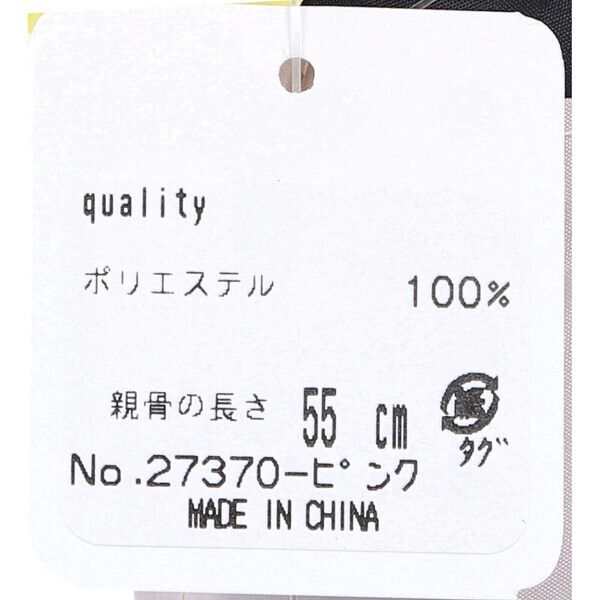 quality
ポリエステル 100%
親骨の長さ 55 cm 紙
タグ
No.27370-ピンク
MADE IN CHINA